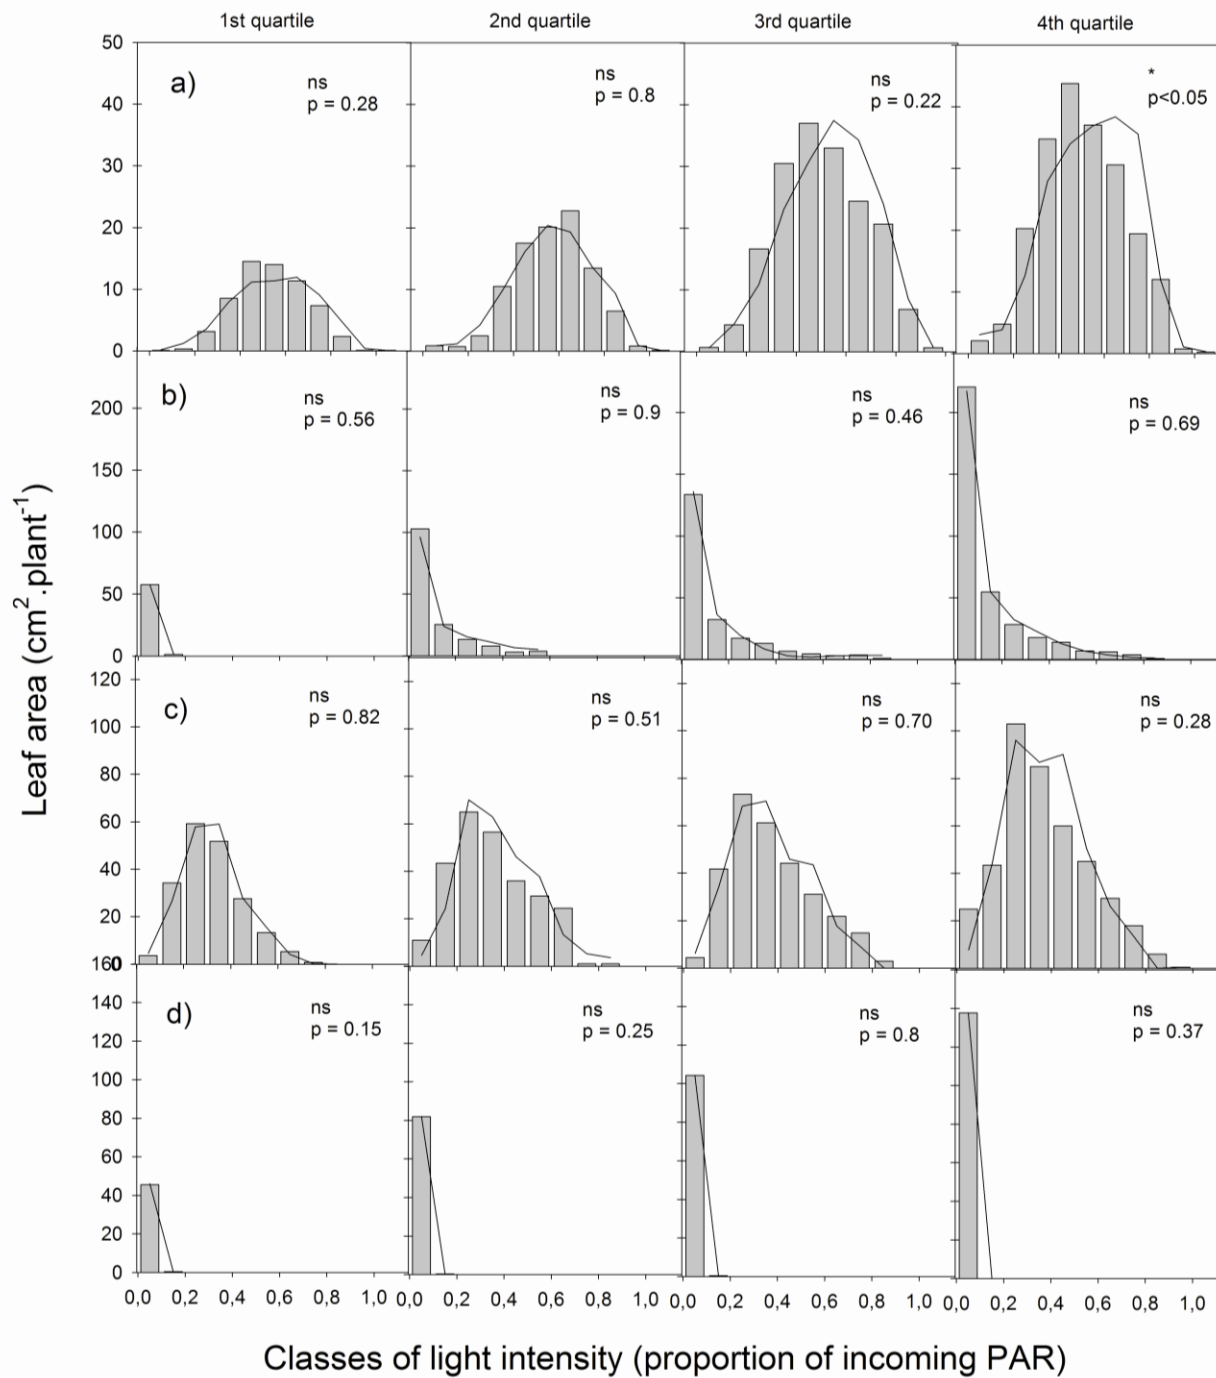 1st quartile
2nd quartile
3rd quartile
4th quartile
50
40
30
20
10
0
a)
ns
p = 0.28
ns
p = 0.8
ns
p = 0.22
*
p<0.05
200
150
100
50
0
b)
ns
p = 0.56
ns
p = 0.9
ns
p = 0.46
ns
p = 0.69
Leaf area (cm².plant⁻¹)
120
100
80
60
40
20
0
c)
ns
p = 0.82
ns
p = 0.51
ns
p = 0.70
ns
p = 0.28
160
140
120
100
80
60
40
20
0
d)
ns
p = 0.15
ns
p = 0.25
ns
p = 0.8
ns
p = 0.37
0,0 0,2 0,4 0,6 0,8 1,0
0,0 0,2 0,4 0,6 0,8 1,0
0,0 0,2 0,4 0,6 0,8 1,0
0,0 0,2 0,4 0,6 0,8 1,0
Classes of light intensity (proportion of incoming PAR)